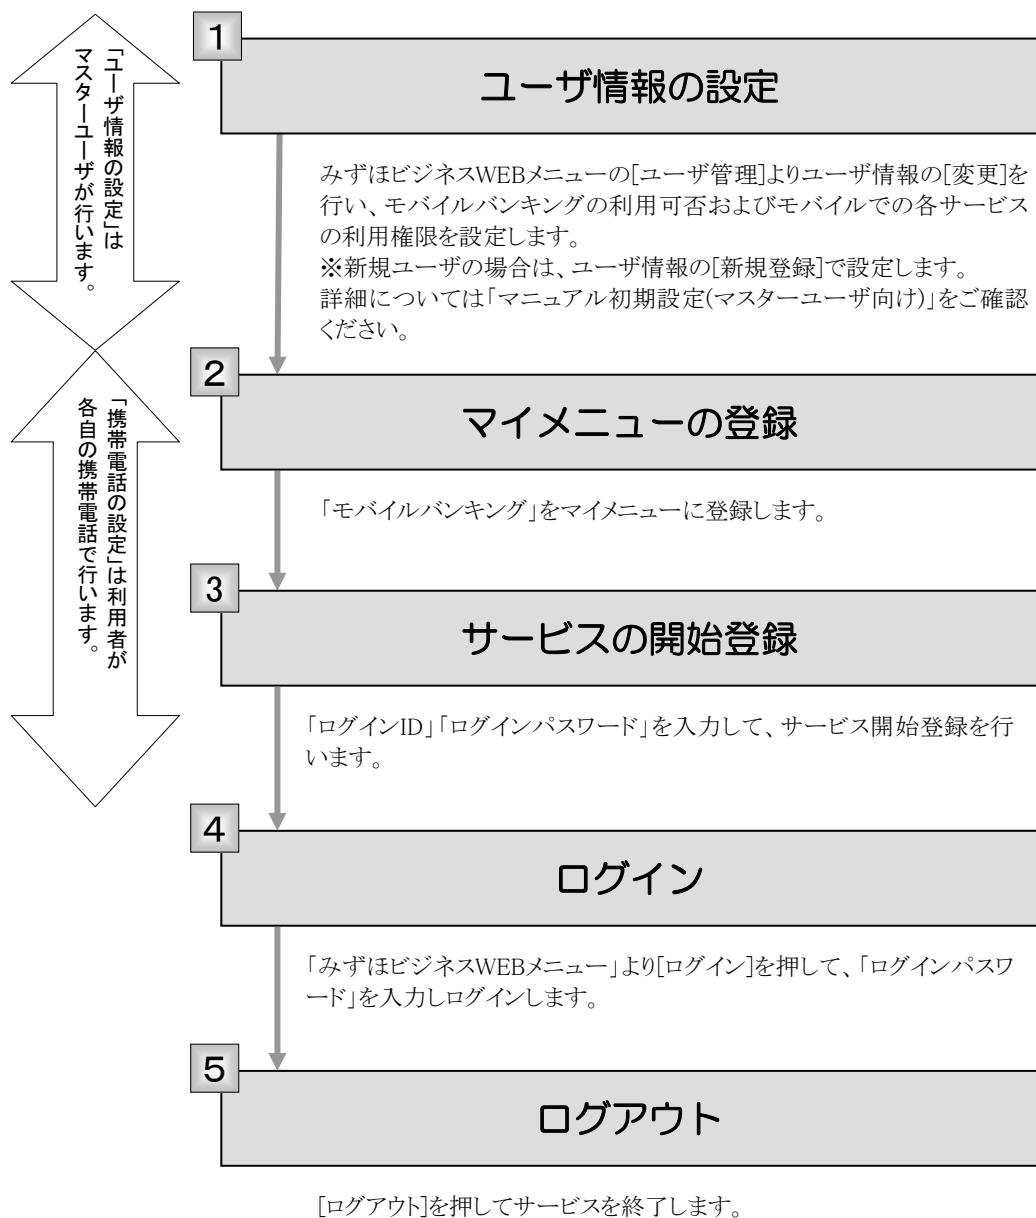 「ユーザ情報の設定」は
マスターユーザが行います。
1
ユーザ情報の設定
みずほビジネスWEBメニューの[ユーザ管理]よりユーザ情報の[変更]を
行い、モバイルバンキングの利用可否およびモバイルでの各サービス
の利用権限を設定します。
※新規ユーザの場合は、ユーザ情報の[新規登録]で設定します。
詳細については「マニュアル初期設定(マスターユーザ向け)」をご確認
ください。
「携帯電話の設定」は利用者が
各自の携帯電話で行います。
2
マイメニューの登録
「モバイルバンキング」をマイメニューに登録します。
3
サービスの開始登録
「ログインID」「ログインパスワード」を入力して、サービス開始登録を行
います。
4
ログイン
「みずほビジネスWEBメニュー」より[ログイン]を押して、「ログインパスワ
ード」を入力しログインします。
5
ログアウト
[ログアウト]を押してサービスを終了します。